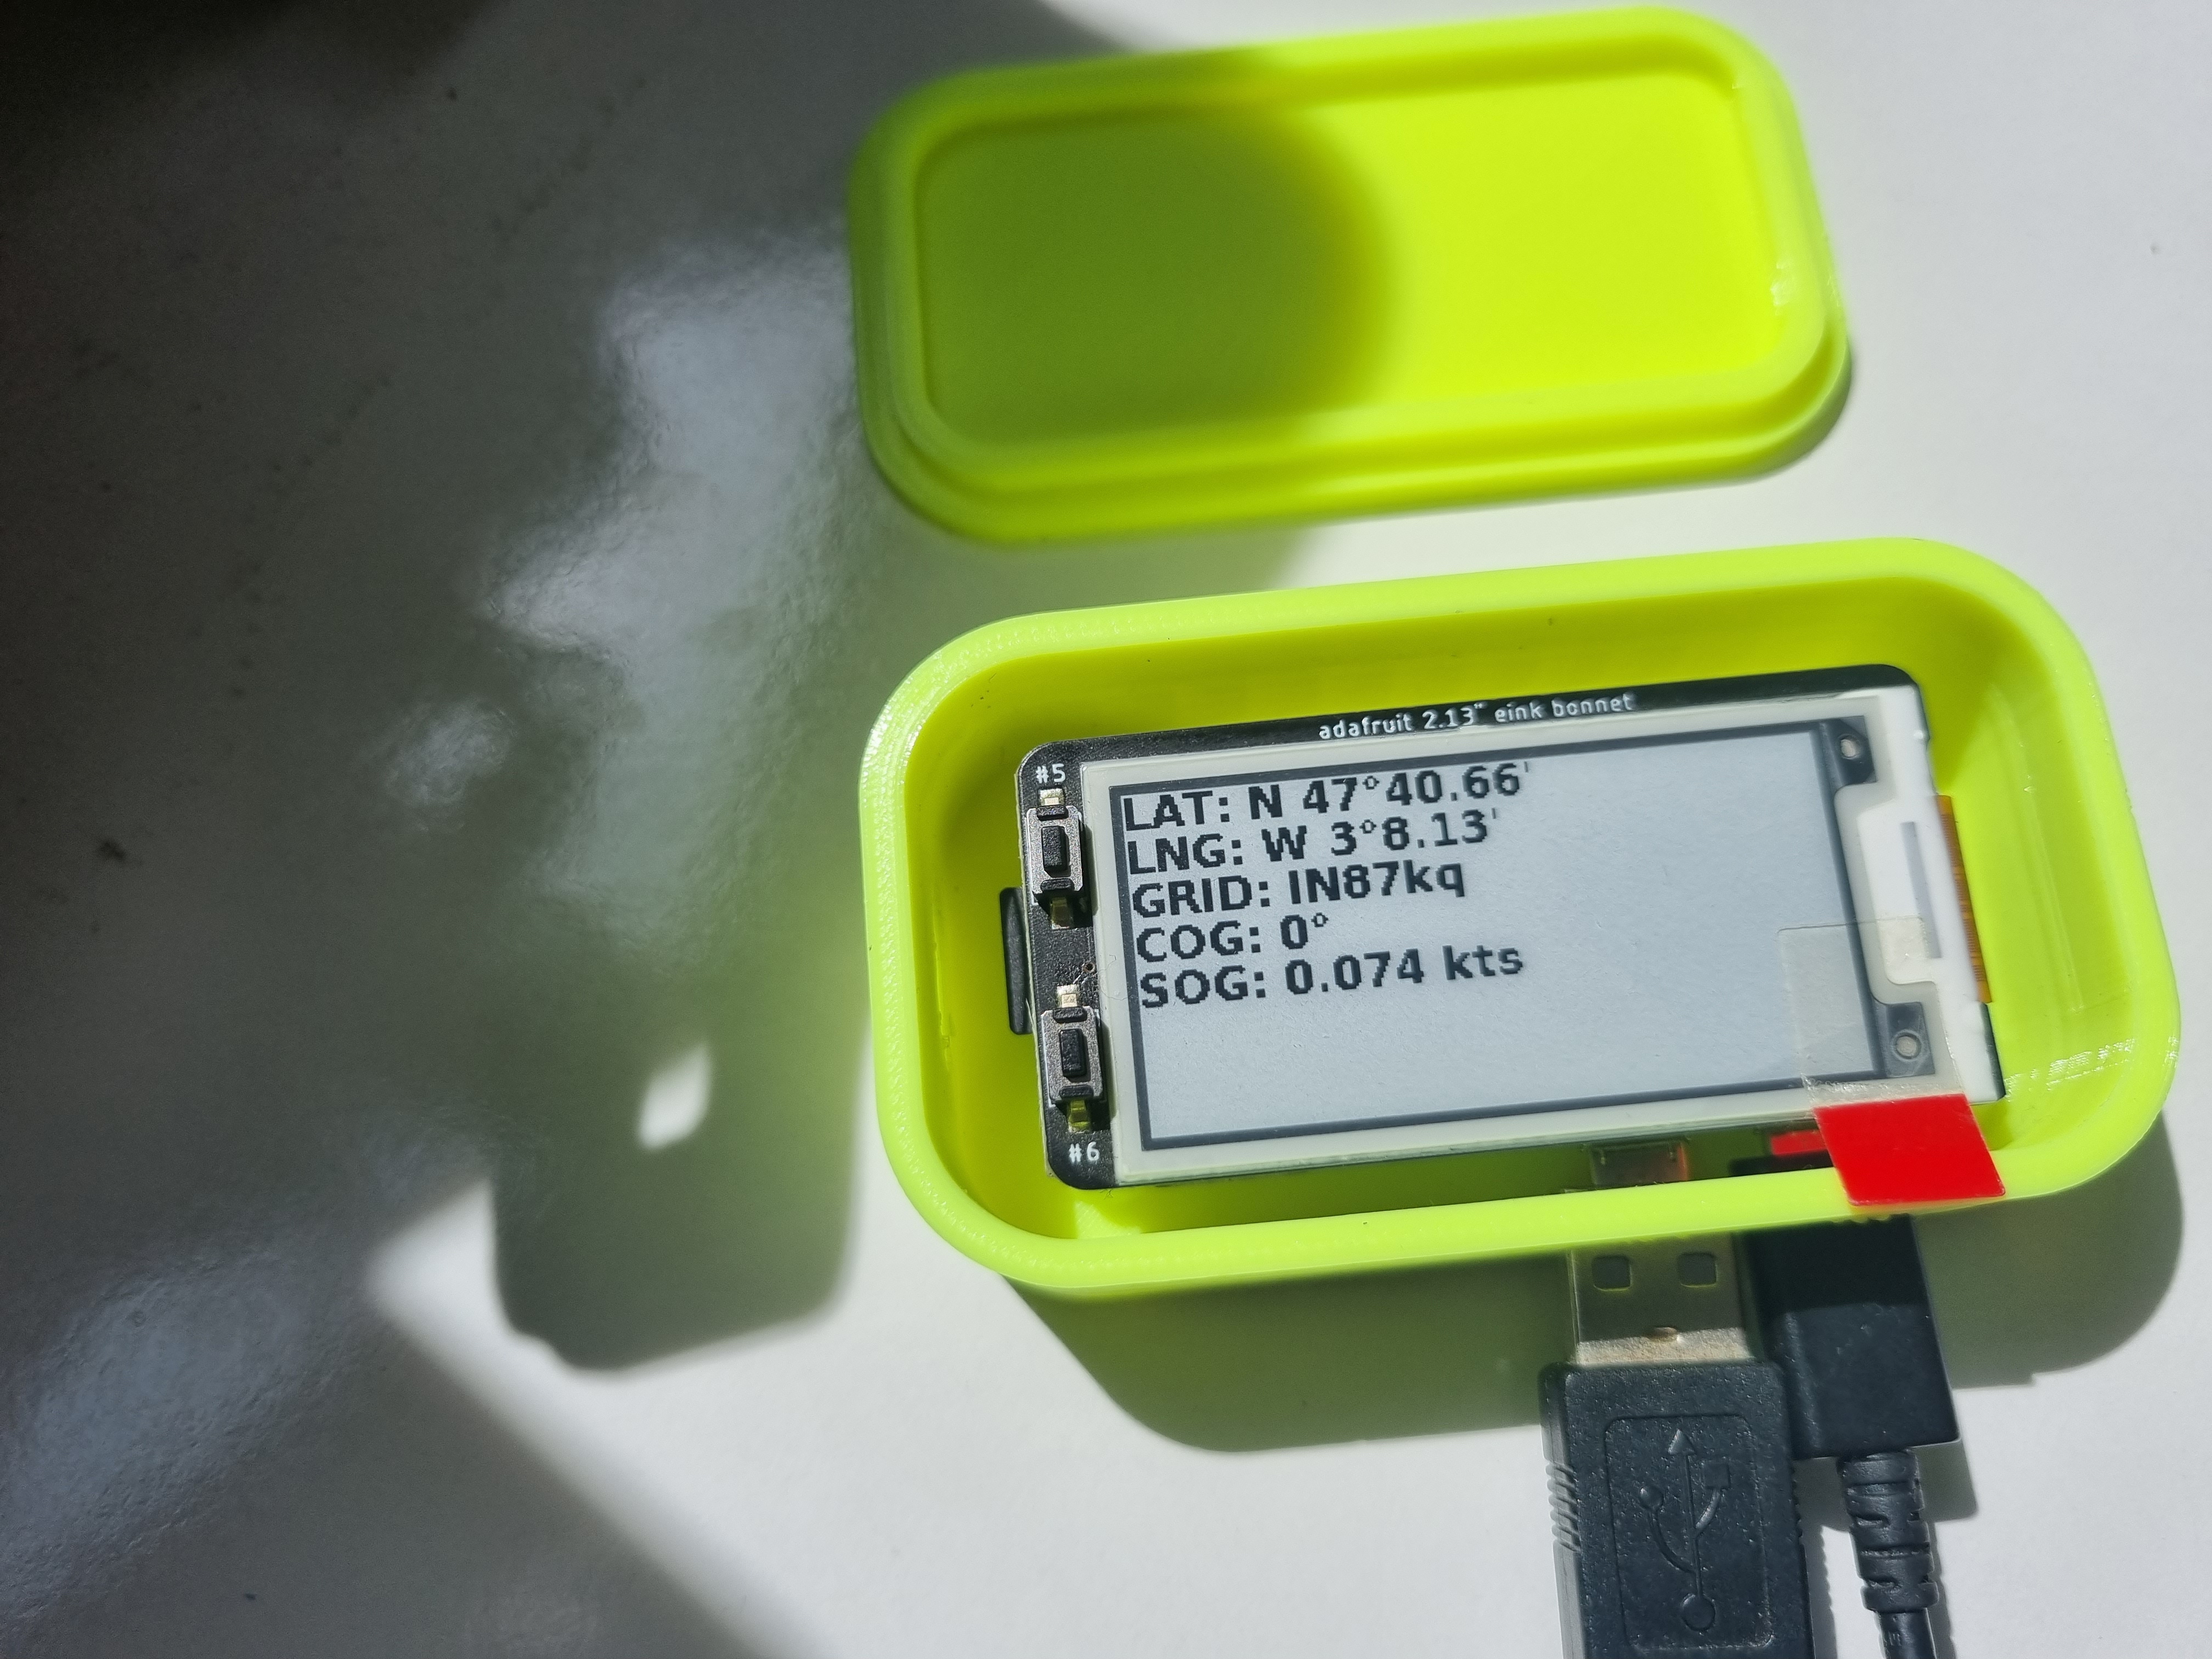 adafruit 2.13" eink bonnet
#5
LAT: N 47°40.66'
LNG: W 3°8.13'
GRID: IN87kq
COG: 0°
SOG: 0.074 kts
#6